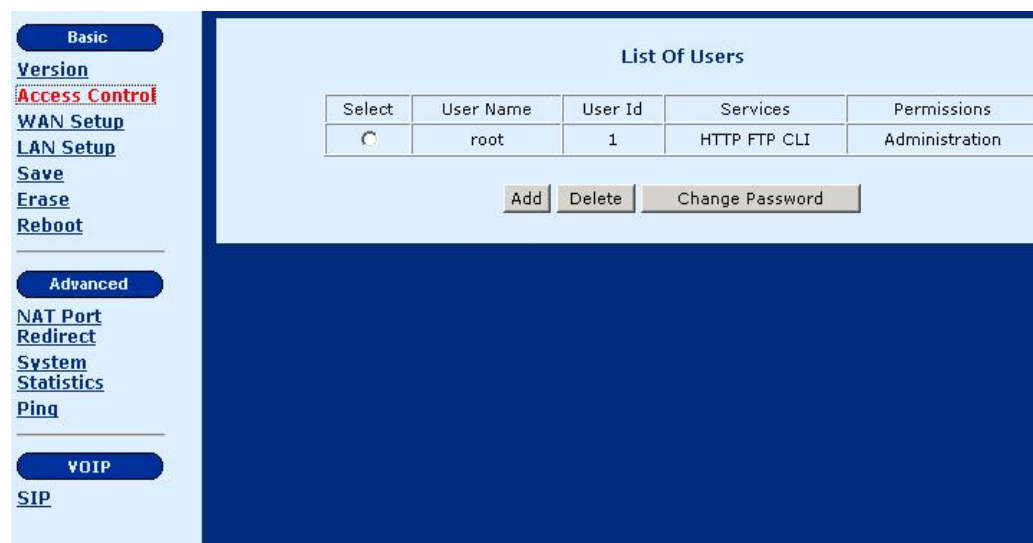 Basic
Version
Access Control
WAN Setup
LAN Setup
Save
Erase
Reboot
Advanced
NAT Port
Redirect
System
Statistics
Ping
VOIP
SIP
List Of Users
Select User Name User Id Services Permissions
root 1 HTTP FTP CLI Administration
Add Delete Change Password